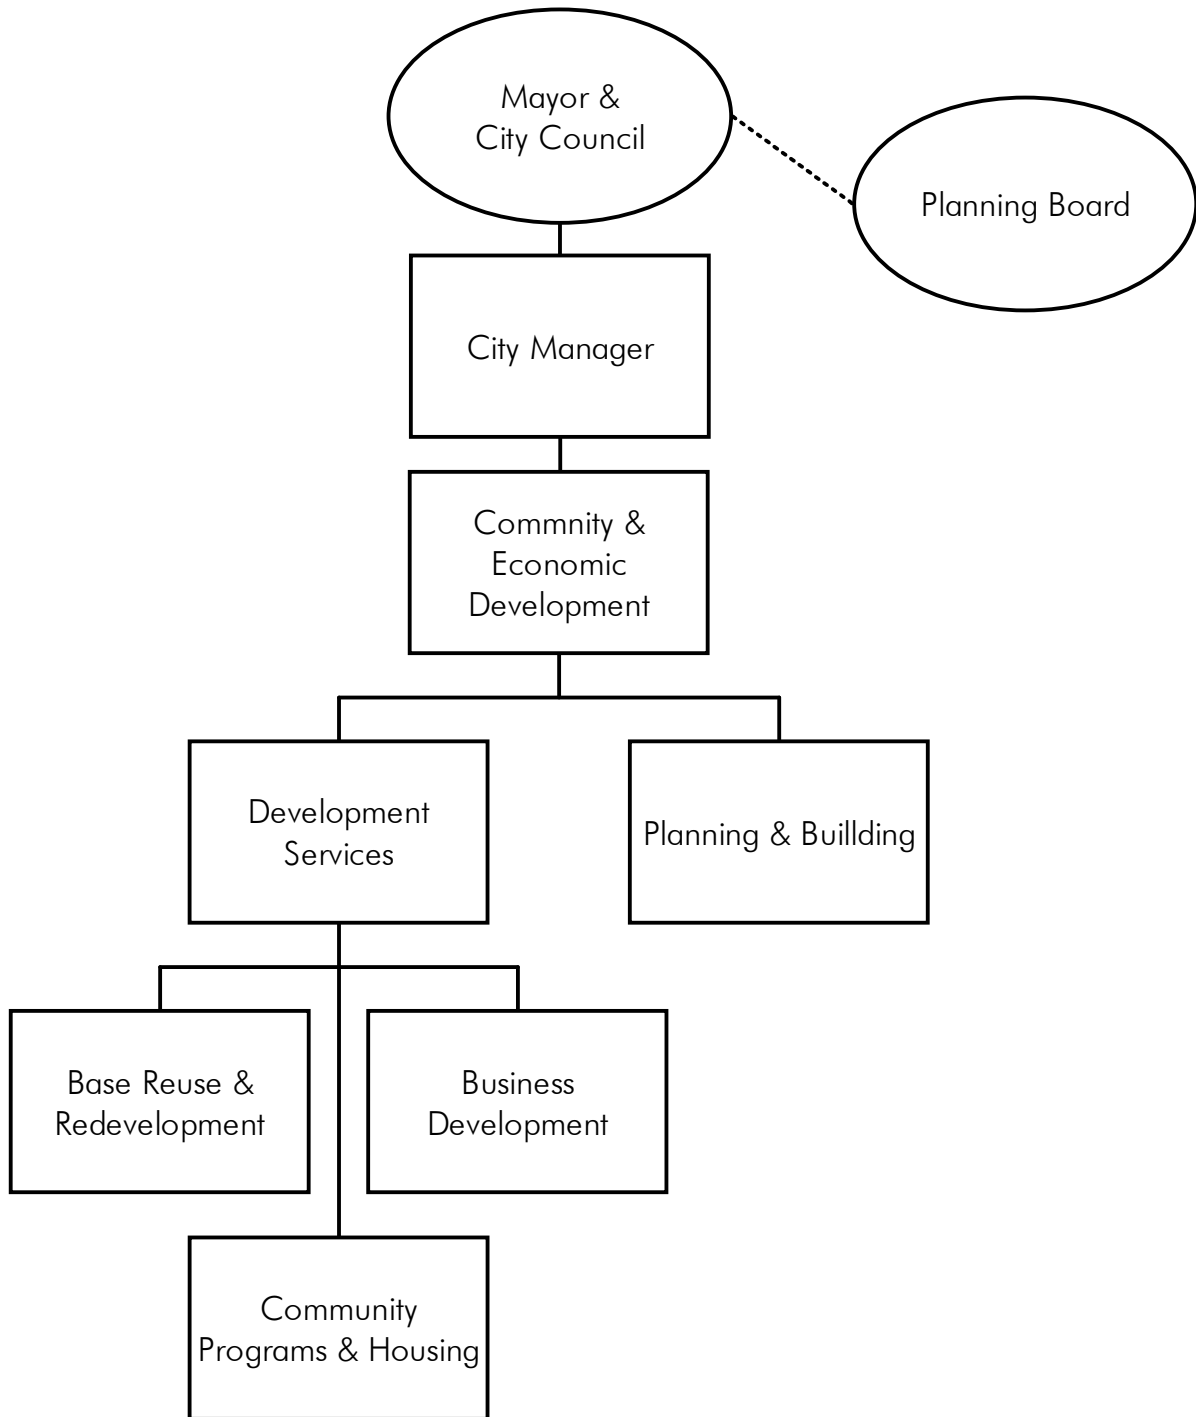 Mayor &
City Council
Planning Board
City Manager
Commnity &
Economic
Development
Development
Services
Planning & Buillding
Base Reuse &
Redevelopment
Business
Development
Community
Programs & Housing